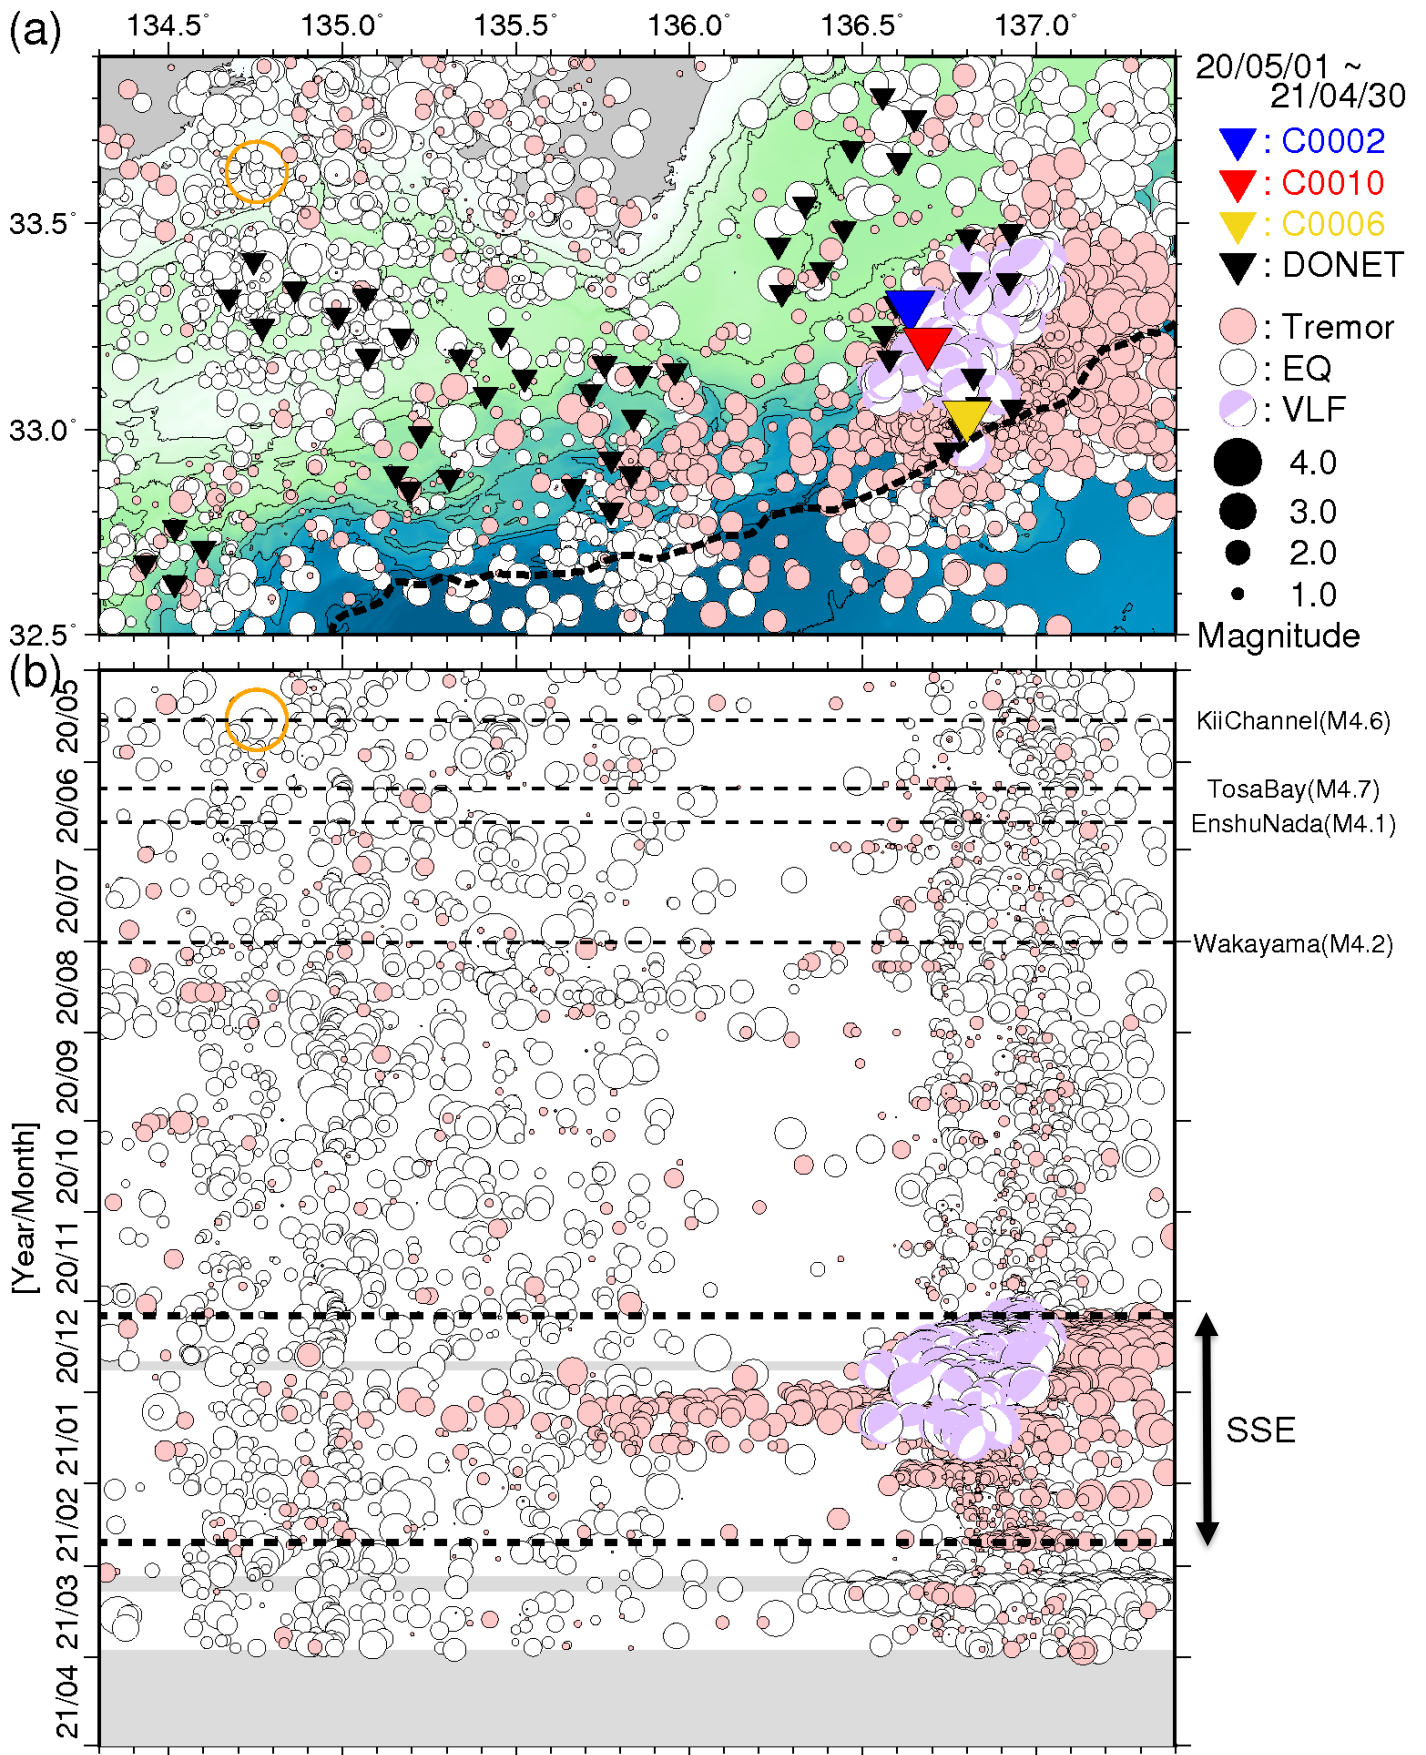 (a)
134.5° 135.0° 135.5° 136.0° 136.5° 137.0°
33.5°
33.0°
32.5°
20/05/01 ~
21/04/30
: C0002
: C0010
: C0006
: DONET
: Tremor
: EQ
: VLF
4.0
3.0
2.0
1.0
Magnitude
(b)
[Year/Month]
20/05
20/06
20/07
20/08
20/09
20/10
20/11
20/12
21/01
21/02
21/03
21/04
KiiChannel(M4.6)
TosaBay(M4.7)
EnshuNada(M4.1)
Wakayama(M4.2)
SSE